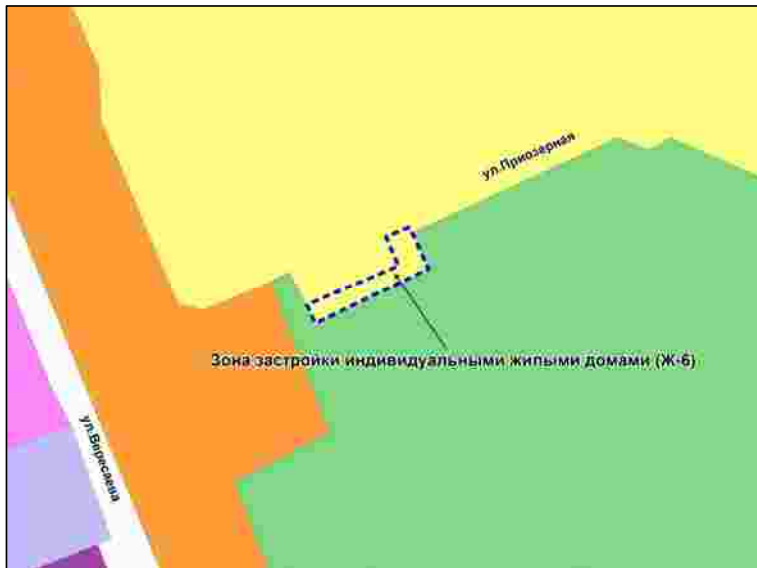 ул.Приозерная
Зона застройки индивидуальными жилыми домами (Ж-6)
ул.Вересаева